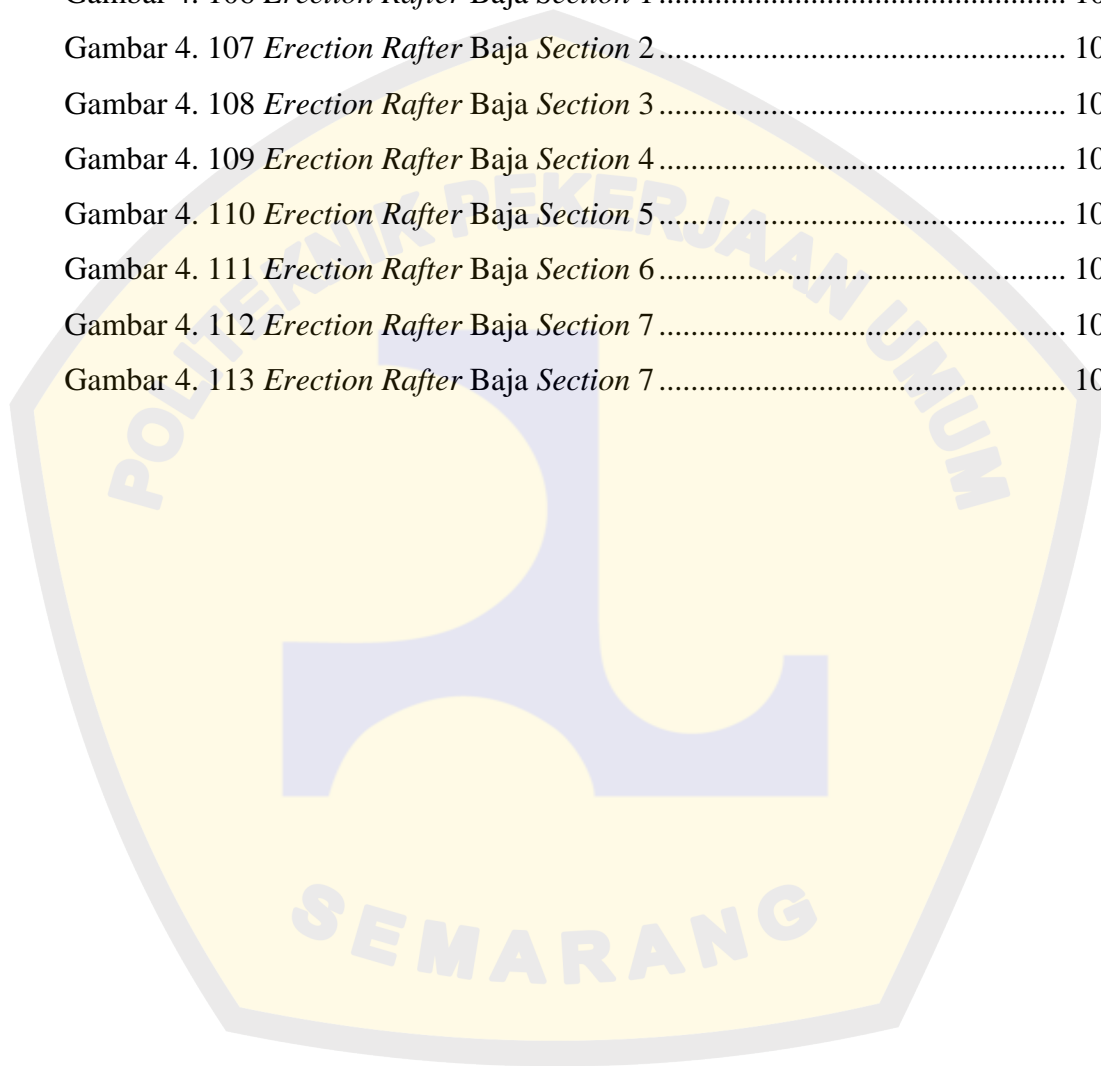 Gambar 4. 107 Erection Rafter Baja Section 2 ........................................................................ 10
Gambar 4. 108 Erection Rafter Baja Section 3 ........................................................................ 10
Gambar 4. 109 Erection Rafter Baja Section 4 ........................................................................ 10
Gambar 4. 110 Erection Rafter Baja Section 5 ........................................................................ 10
Gambar 4. 111 Erection Rafter Baja Section 6 ........................................................................ 10
Gambar 4. 112 Erection Rafter Baja Section 7 ........................................................................ 10
Gambar 4. 113 Erection Rafter Baja Section 7 ........................................................................ 10
POLITEKNIK PEKERJAAN UMUM
SEMARANG